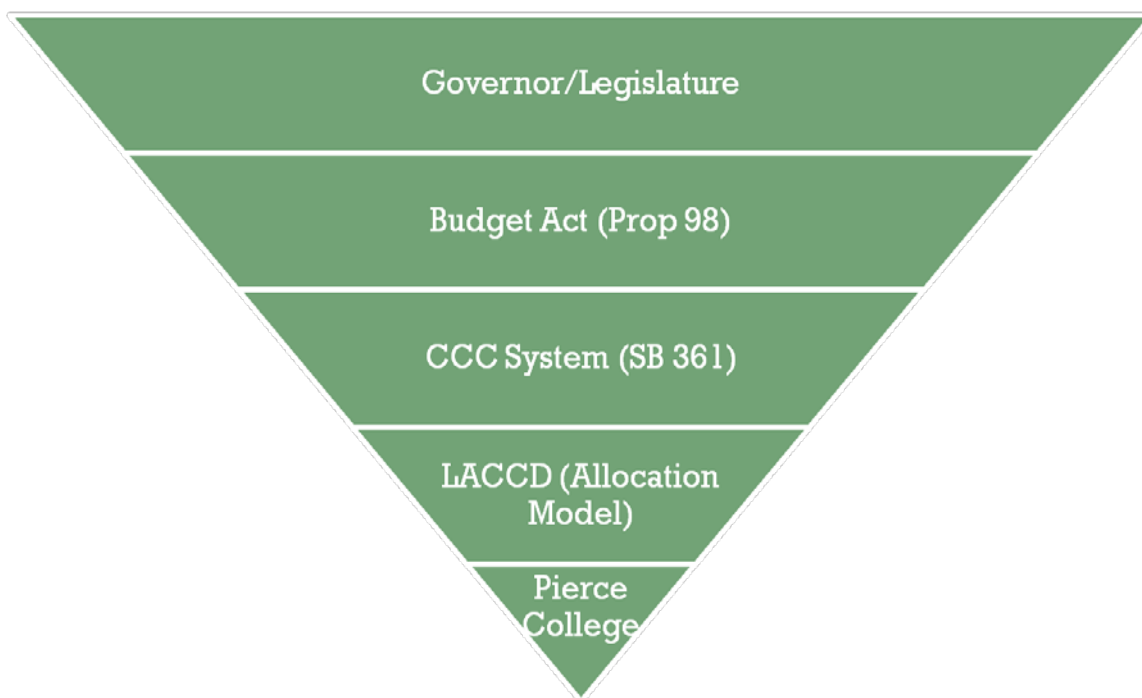 Governor/Legislature
Budget Act (Prop 98)
CCC System (SB 361)
LACCD (Allocation
Model)
Pierce
College